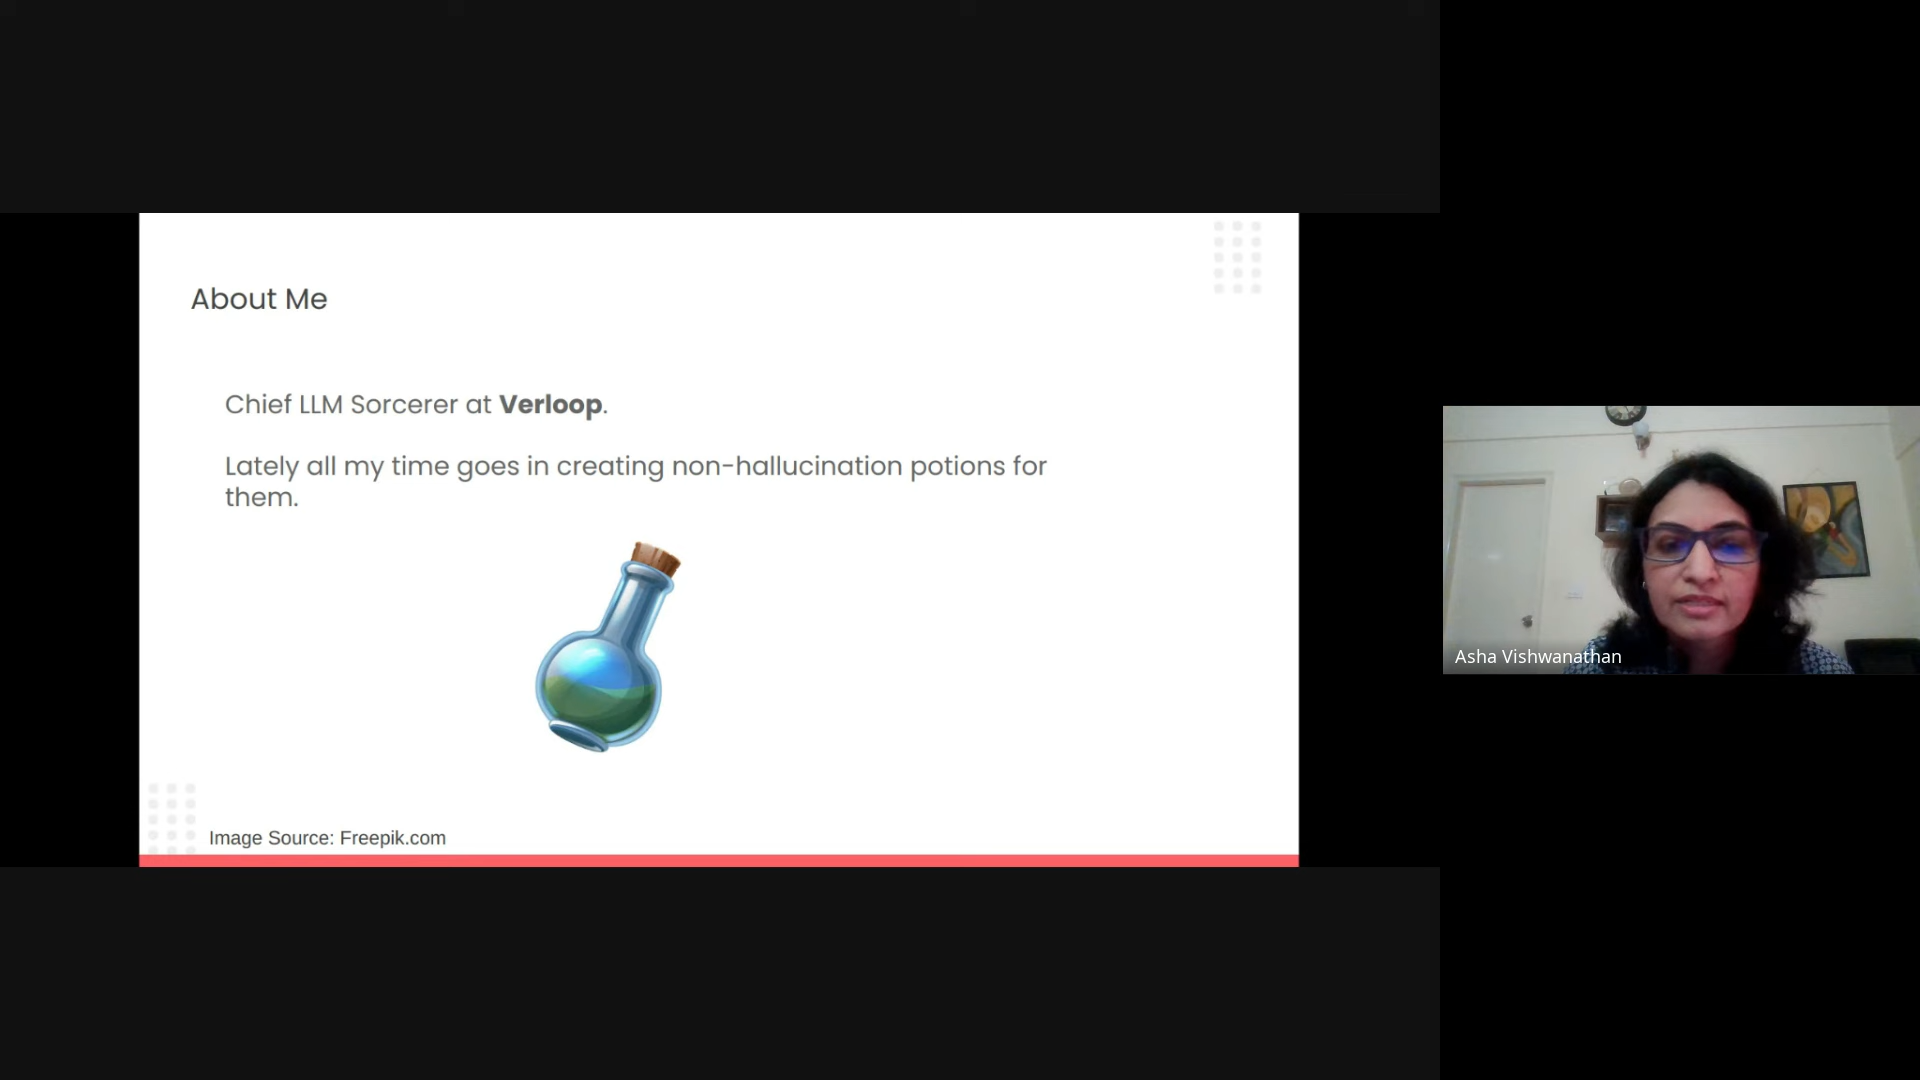 About Me
Chief LLM Sorcerer at Verloop.
Lately all my time goes in creating non-hallucination potions for
them.
Image Source: Freepik.com
Asha Vishwanathan